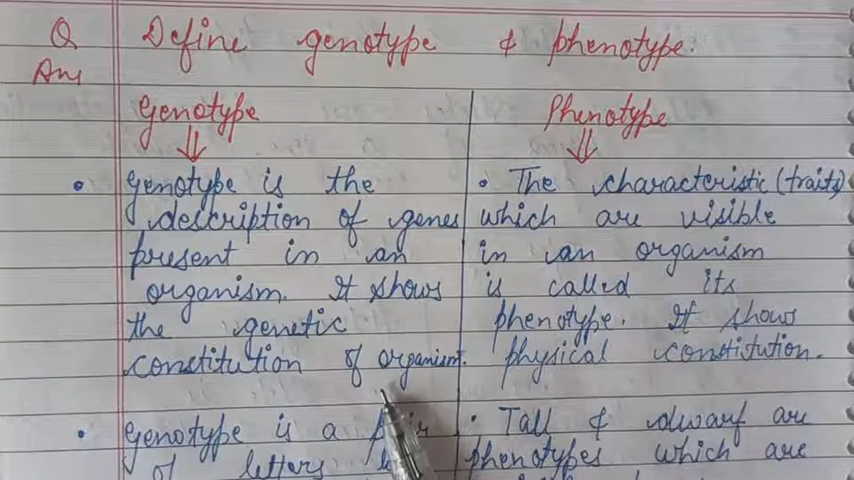 Q Define genotype & phenotype.
Ans
Genotype
⇓
• Genotype is the
description of genes
present in an
organism. It shows
the genetic
constitution of organism.
• Genotype is a
of letters
Phenotype
⇓
• The characteristic (traits)
which are visible
in an organism
is called its
phenotype. It shows
physical constitution.
• Tall & dwarf are
phenotypes which are